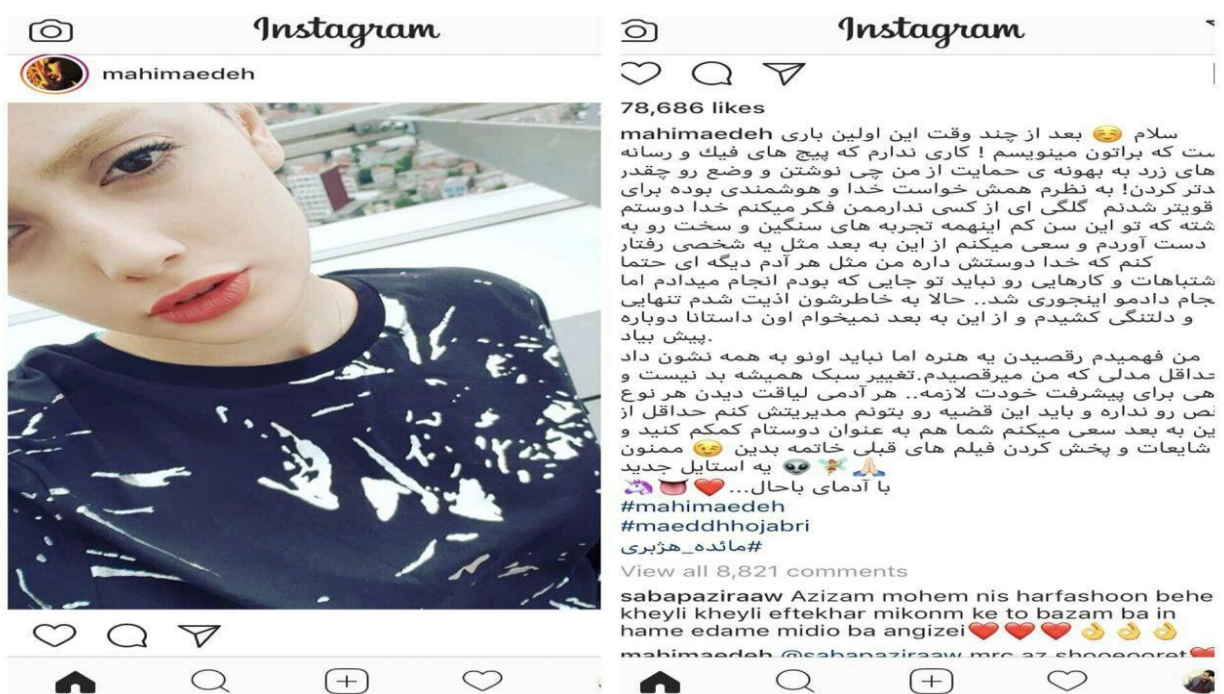 Instagram
mahimaedeh
Instagram
78,686 likes
mahimaedeh سلام ☺️ بعد از چند وقت این اولین باری
ست که براتون مینویسم ! کاری ندارم که پیج های فیك و رسانه
های زرد به بهونه ی حمایت از من چی نوشتن و وضع رو چقدر
دتر کردن! به نظرم همش خواست خدا و هوشمندی بوده برای
قویتر شدنم گلگی ای از کسی ندارممن فکر میکنم خدا دوستم
شته که تو این سن کم اینهمه تجربه های سنگین و سخت رو به
دست آوردم و سعی میکنم از این به بعد مثل یه شخصی رفتار
کنم که خدا دوستش داره من مثل هر آدم دیگه ای حتما
شتباهات و کارهایی رو نباید تو جایی که بودم انجام میدادم اما
جام دادمو اینجوری شد.. حالا به خاطرشون اذیت شدم تنهایی
و دلتنگی کشیدم و از این به بعد نمیخوام اون داستانا دوباره
پیش بیاد.
من فهمیدم رقصیدن یه هنره اما نباید اونو به همه نشون داد
حداقل مدلی که من میرقصیدم.تغییر سبک همیشه بد نیست و
هی برای پیشرفت خودت لازمه.. هر آدمی لیاقت دیدن هر نوع
قص رو نداره و باید این قضیه رو بتونم مدیریتش کنم حداقل از
ین به بعد سعی میکنم شما هم به عنوان دوستام کمکم کنید و
شایعات و پخش کردن فیلم های قبلی خاتمه بدین 😉 ممنون
🙏🏻🧚👽 یه استایل جدید
با آدمای باحال...❤️👅🦄
#mahimaedeh
#maeddhhojabri
#مائده_هژبری
View all 8,821 comments
sabapaziraaw Azizam mohem nis harfashoon behe
kheyli kheyli eftekhar mikonm ke to bazam ba in
hame edame midio ba angizei❤️❤️❤️👌👌👌
mahimaedeh @sabapaziraaw mrc az shooeooret❤️